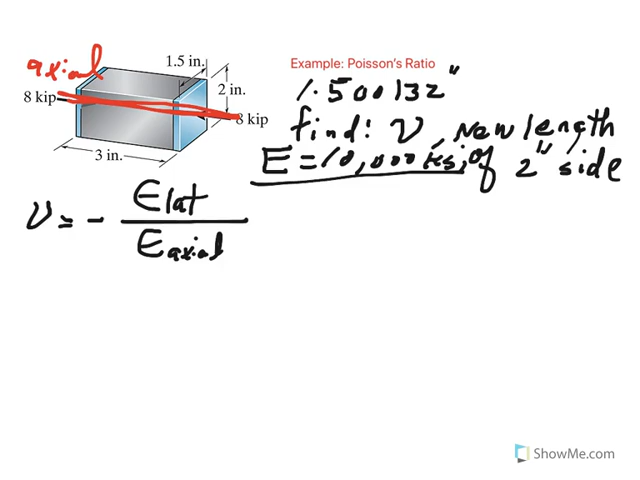 axial
1.5 in.
2 in.
8 kip
8 kip
3 in.
Example: Poisson's Ratio
1.500132"
find: ν, New length
E = 10,000 ksi, of 2" side
ν = - ϵlat / ϵaxial
ShowMe.com